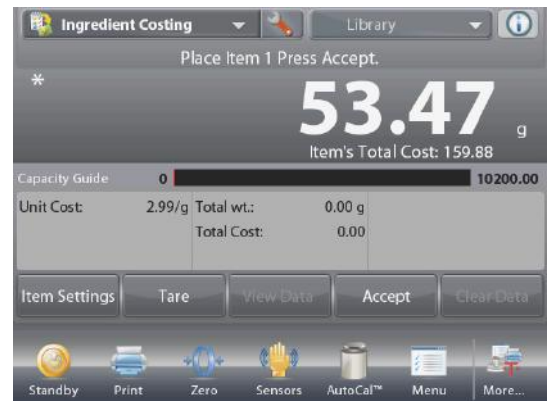 Ingredient Costing Library
Place Item 1 Press Accept.
*
53.47 g
Item's Total Cost: 159.88
Capacity Guide 0 10200.00
Unit Cost: 2.99/g Total wt.: 0.00 g
Total Cost: 0.00
Item Settings Tare View Data Accept Clear Data
Standby Print Zero Sensors AutoCal™ Menu More...